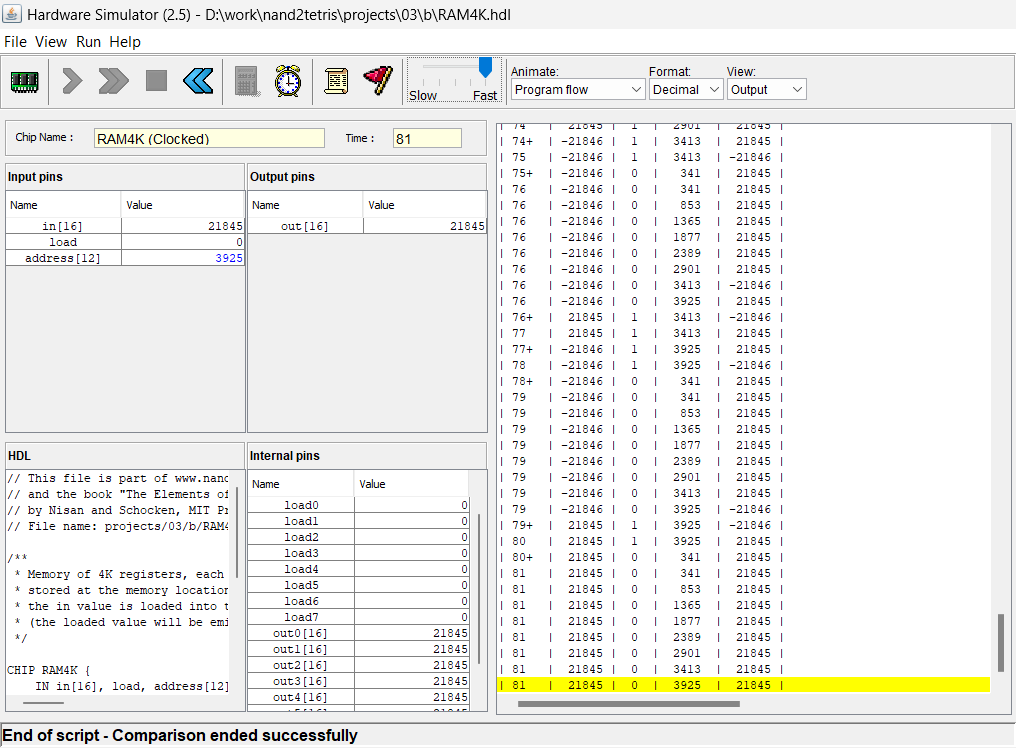 Hardware Simulator (2.5) - D:\work\nand2tetris\projects\03\b\RAM4K.hdl
File View Run Help
Slow Fast
Animate: Format: View:
Program flow Decimal Output
Chip Name : RAM4K (Clocked) Time : 81
Input pins
Name Value
in[16] 21845
load 0
address[12] 3925
Output pins
Name Value
out[16] 21845
HDL
// This file is part of www.nand
// and the book "The Elements of
// by Nisan and Schocken, MIT Pr
// File name: projects/03/b/RAM4
/**
* Memory of 4K registers, each
* stored at the memory location
* the in value is loaded into t
* (the loaded value will be emi
*/
CHIP RAM4K {
IN in[16], load, address[12]
Internal pins
Name Value
load0 0
load1 0
load2 0
load3 0
load4 0
load5 0
load6 0
load7 0
out0[16] 21845
out1[16] 21845
out2[16] 21845
out3[16] 21845
out4[16] 21845
| 74 | 21845 | 1 | 2901 | 21845 |
| 74+ | -21846 | 1 | 3413 | 21845 |
| 75 | -21846 | 1 | 3413 | -21846 |
| 75+ | -21846 | 0 | 341 | 21845 |
| 76 | -21846 | 0 | 341 | 21845 |
| 76 | -21846 | 0 | 853 | 21845 |
| 76 | -21846 | 0 | 1365 | 21845 |
| 76 | -21846 | 0 | 1877 | 21845 |
| 76 | -21846 | 0 | 2389 | 21845 |
| 76 | -21846 | 0 | 2901 | 21845 |
| 76 | -21846 | 0 | 3413 | -21846 |
| 76 | -21846 | 0 | 3925 | 21845 |
| 76+ | 21845 | 1 | 3413 | -21846 |
| 77 | 21845 | 1 | 3413 | 21845 |
| 77+ | -21846 | 1 | 3925 | 21845 |
| 78 | -21846 | 1 | 3925 | -21846 |
| 78+ | -21846 | 0 | 341 | 21845 |
| 79 | -21846 | 0 | 341 | 21845 |
| 79 | -21846 | 0 | 853 | 21845 |
| 79 | -21846 | 0 | 1365 | 21845 |
| 79 | -21846 | 0 | 1877 | 21845 |
| 79 | -21846 | 0 | 2389 | 21845 |
| 79 | -21846 | 0 | 2901 | 21845 |
| 79 | -21846 | 0 | 3413 | 21845 |
| 79 | -21846 | 0 | 3925 | -21846 |
| 79+ | 21845 | 1 | 3925 | -21846 |
| 80 | 21845 | 1 | 3925 | 21845 |
| 80+ | 21845 | 0 | 341 | 21845 |
| 81 | 21845 | 0 | 341 | 21845 |
| 81 | 21845 | 0 | 853 | 21845 |
| 81 | 21845 | 0 | 1365 | 21845 |
| 81 | 21845 | 0 | 1877 | 21845 |
| 81 | 21845 | 0 | 2389 | 21845 |
| 81 | 21845 | 0 | 2901 | 21845 |
| 81 | 21845 | 0 | 3413 | 21845 |
| 81 | 21845 | 0 | 3925 | 21845 |
End of script - Comparison ended successfully